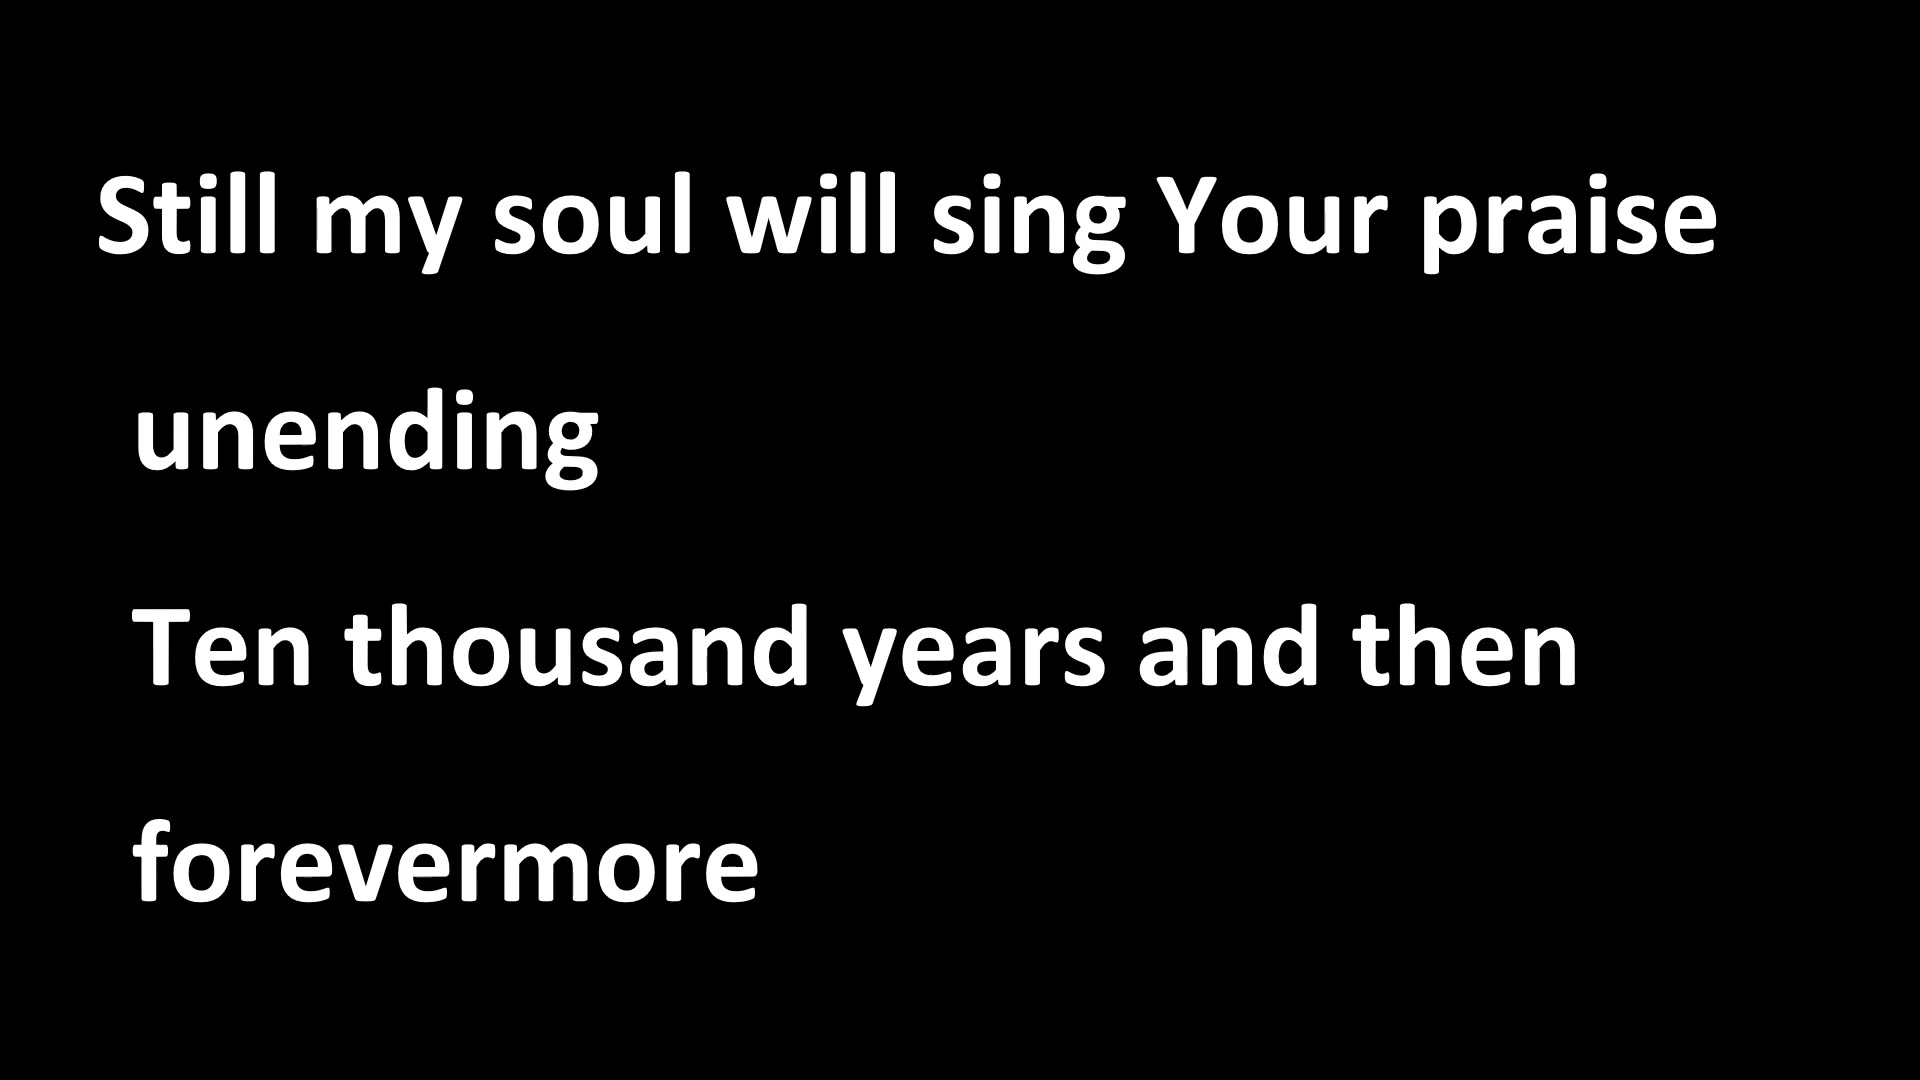 Still my soul will sing Your praise
unending
Ten thousand years and then
forevermore